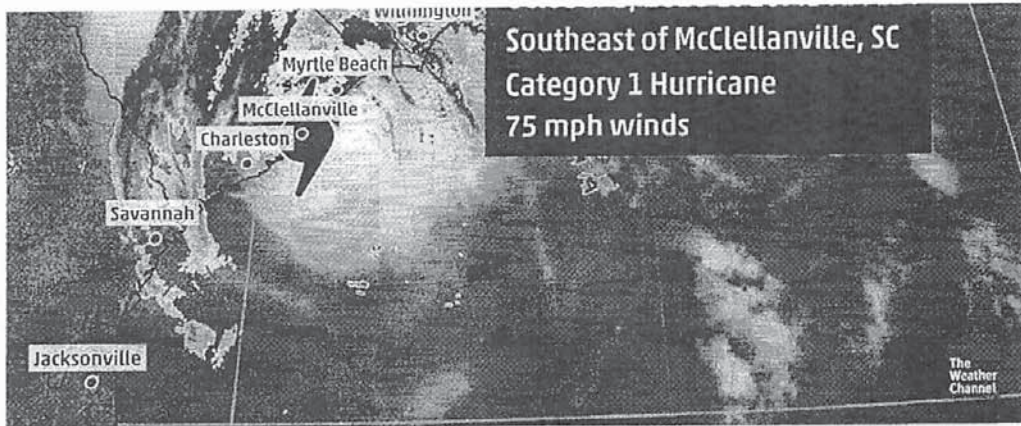 Wilmington
Southeast of McClellanville, SC
Myrtle Beach
Category 1 Hurricane
McClellanville
75 mph winds
Charleston
Savannah
Jacksonville
The
Weather
Channel